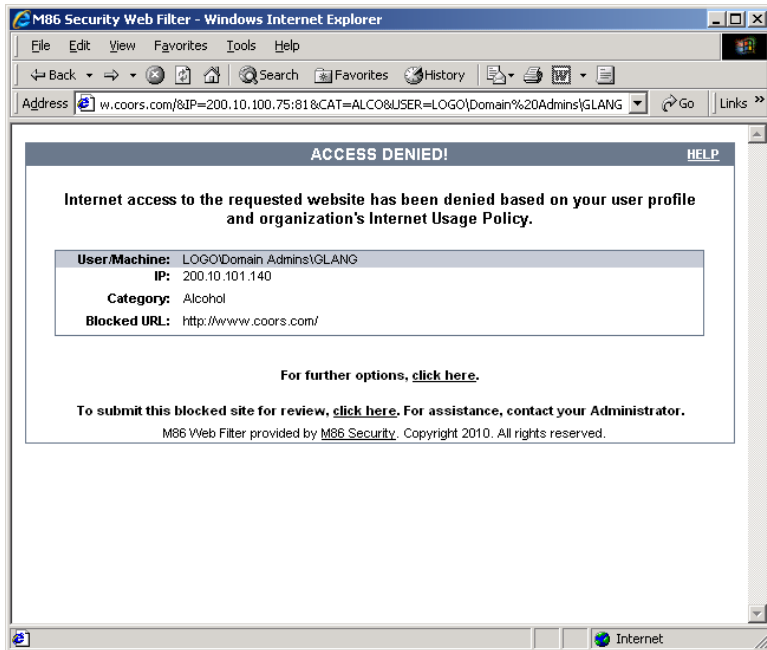 M86 Security Web Filter - Windows Internet Explorer
File Edit View Favorites Tools Help
Back Search Favorites History
Address w.coors.com/&IP=200.10.100.75:81&CAT=ALCO&USER=LOGO\Domain%20Admins\GLANG Go Links »
ACCESS DENIED! HELP
Internet access to the requested website has been denied based on your user profile
and organization's Internet Usage Policy.
User/Machine: LOGO\Domain Admins\GLANG
IP: 200.10.101.140
Category: Alcohol
Blocked URL: http://www.coors.com/
For further options, click here.
To submit this blocked site for review, click here. For assistance, contact your Administrator.
M86 Web Filter provided by M86 Security. Copyright 2010. All rights reserved.
Internet